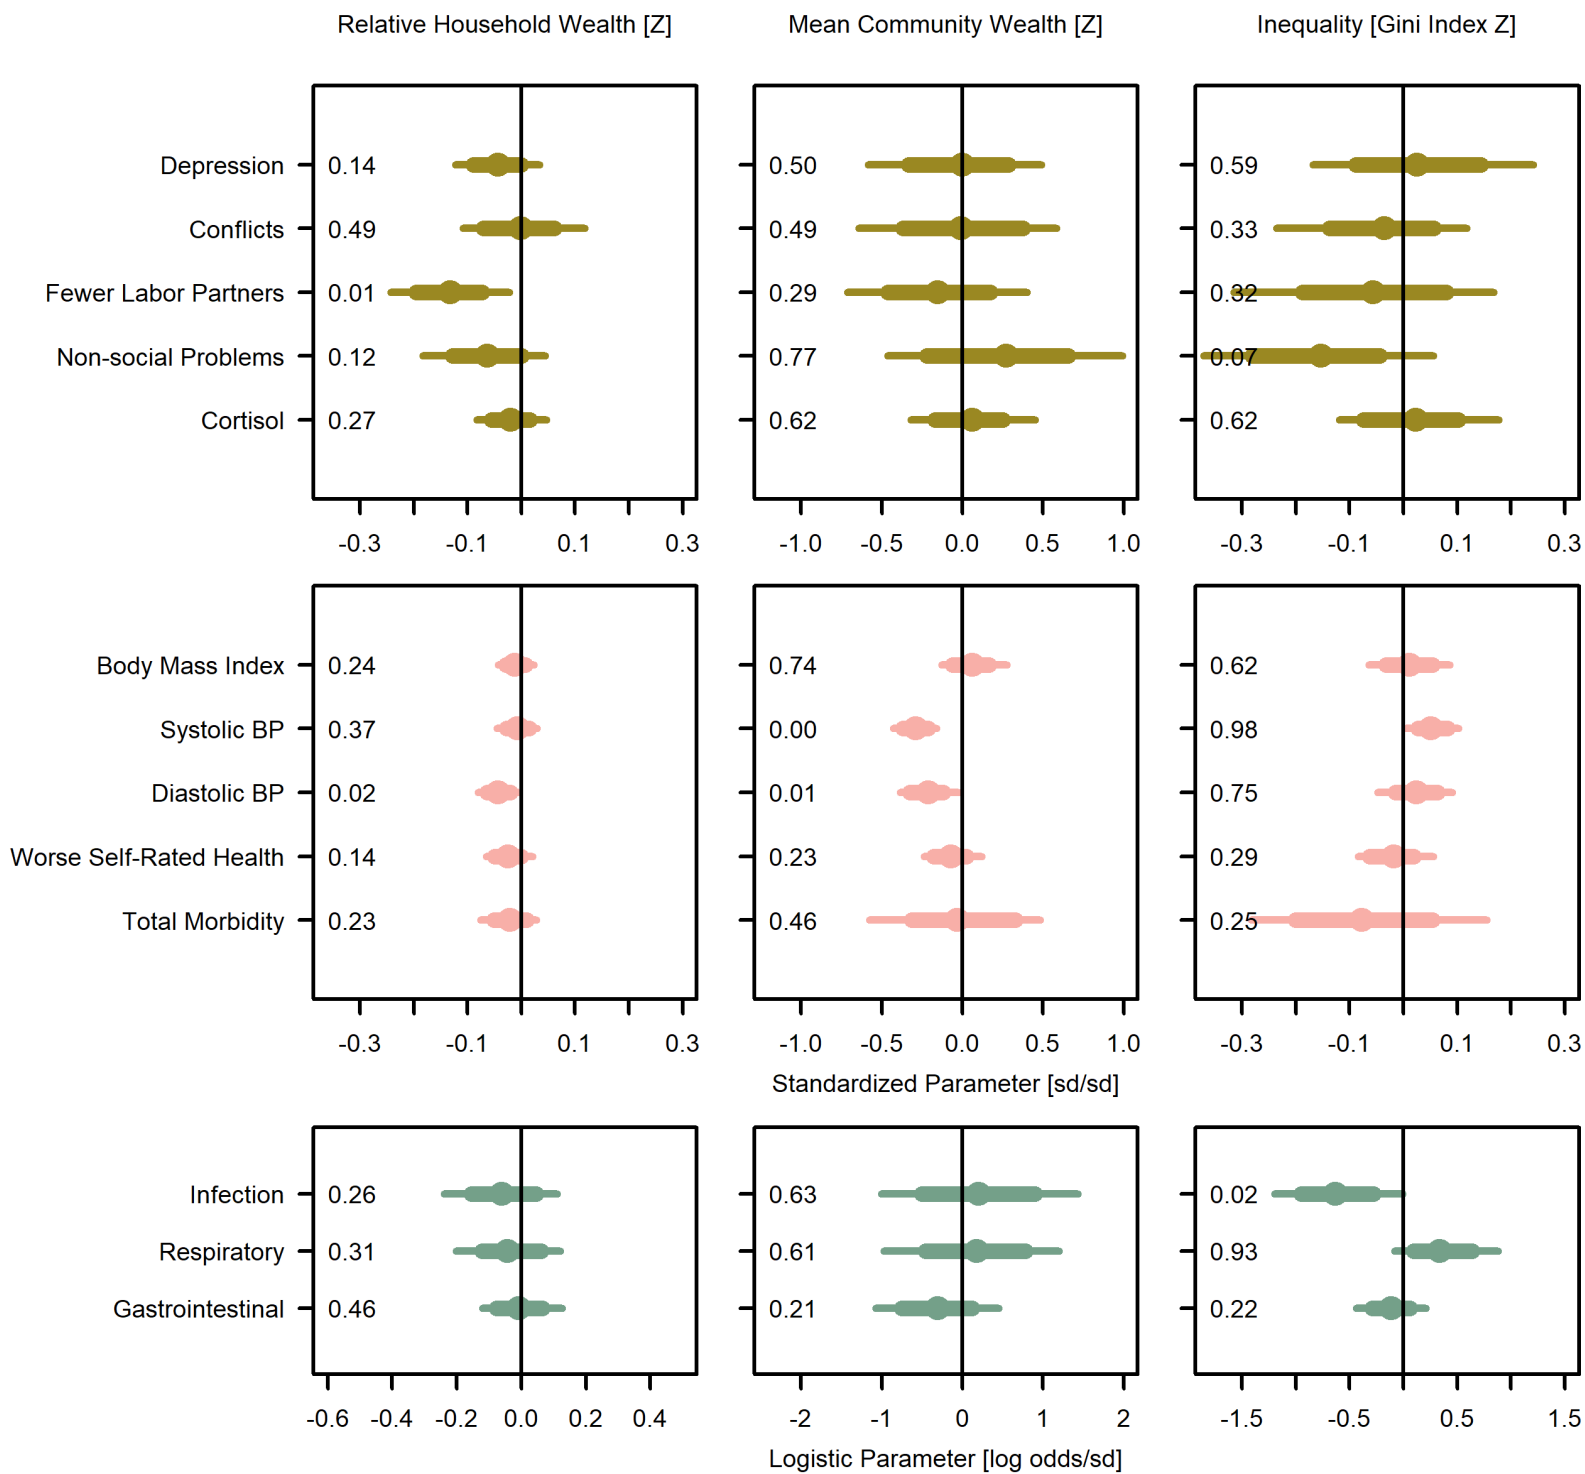 Relative Household Wealth [Z] Mean Community Wealth [Z] Inequality [Gini Index Z]
Depression 0.14 0.50 0.59
Conflicts 0.49 0.49 0.33
Fewer Labor Partners 0.01 0.29 0.32
Non-social Problems 0.12 0.77 0.07
Cortisol 0.27 0.62 0.62
-0.3 -0.1 0.1 0.3 -1.0 -0.5 0.0 0.5 1.0 -0.3 -0.1 0.1 0.3
Body Mass Index 0.24 0.74 0.62
Systolic BP 0.37 0.00 0.98
Diastolic BP 0.02 0.01 0.75
Worse Self-Rated Health 0.14 0.23 0.29
Total Morbidity 0.23 0.46 0.25
-0.3 -0.1 0.1 0.3 -1.0 -0.5 0.0 0.5 1.0 -0.3 -0.1 0.1 0.3
Standardized Parameter [sd/sd]
Infection 0.26 0.63 0.02
Respiratory 0.31 0.61 0.93
Gastrointestinal 0.46 0.21 0.22
-0.6 -0.4 -0.2 0.0 0.2 0.4 -2 -1 0 1 2 -1.5 -0.5 0.5 1.5
Logistic Parameter [log odds/sd]